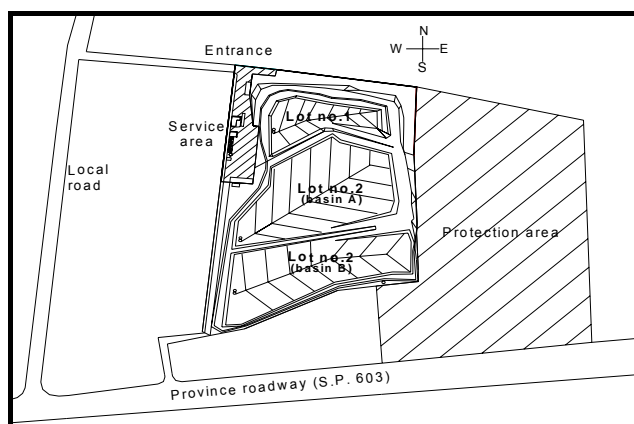 N
Entrance
W E
S
Lot no.1
Service
area
Local
road
Lot no.2
(basin A)
Protection area
Lot no.2
(basin B)
Province roadway (S.P. 603)